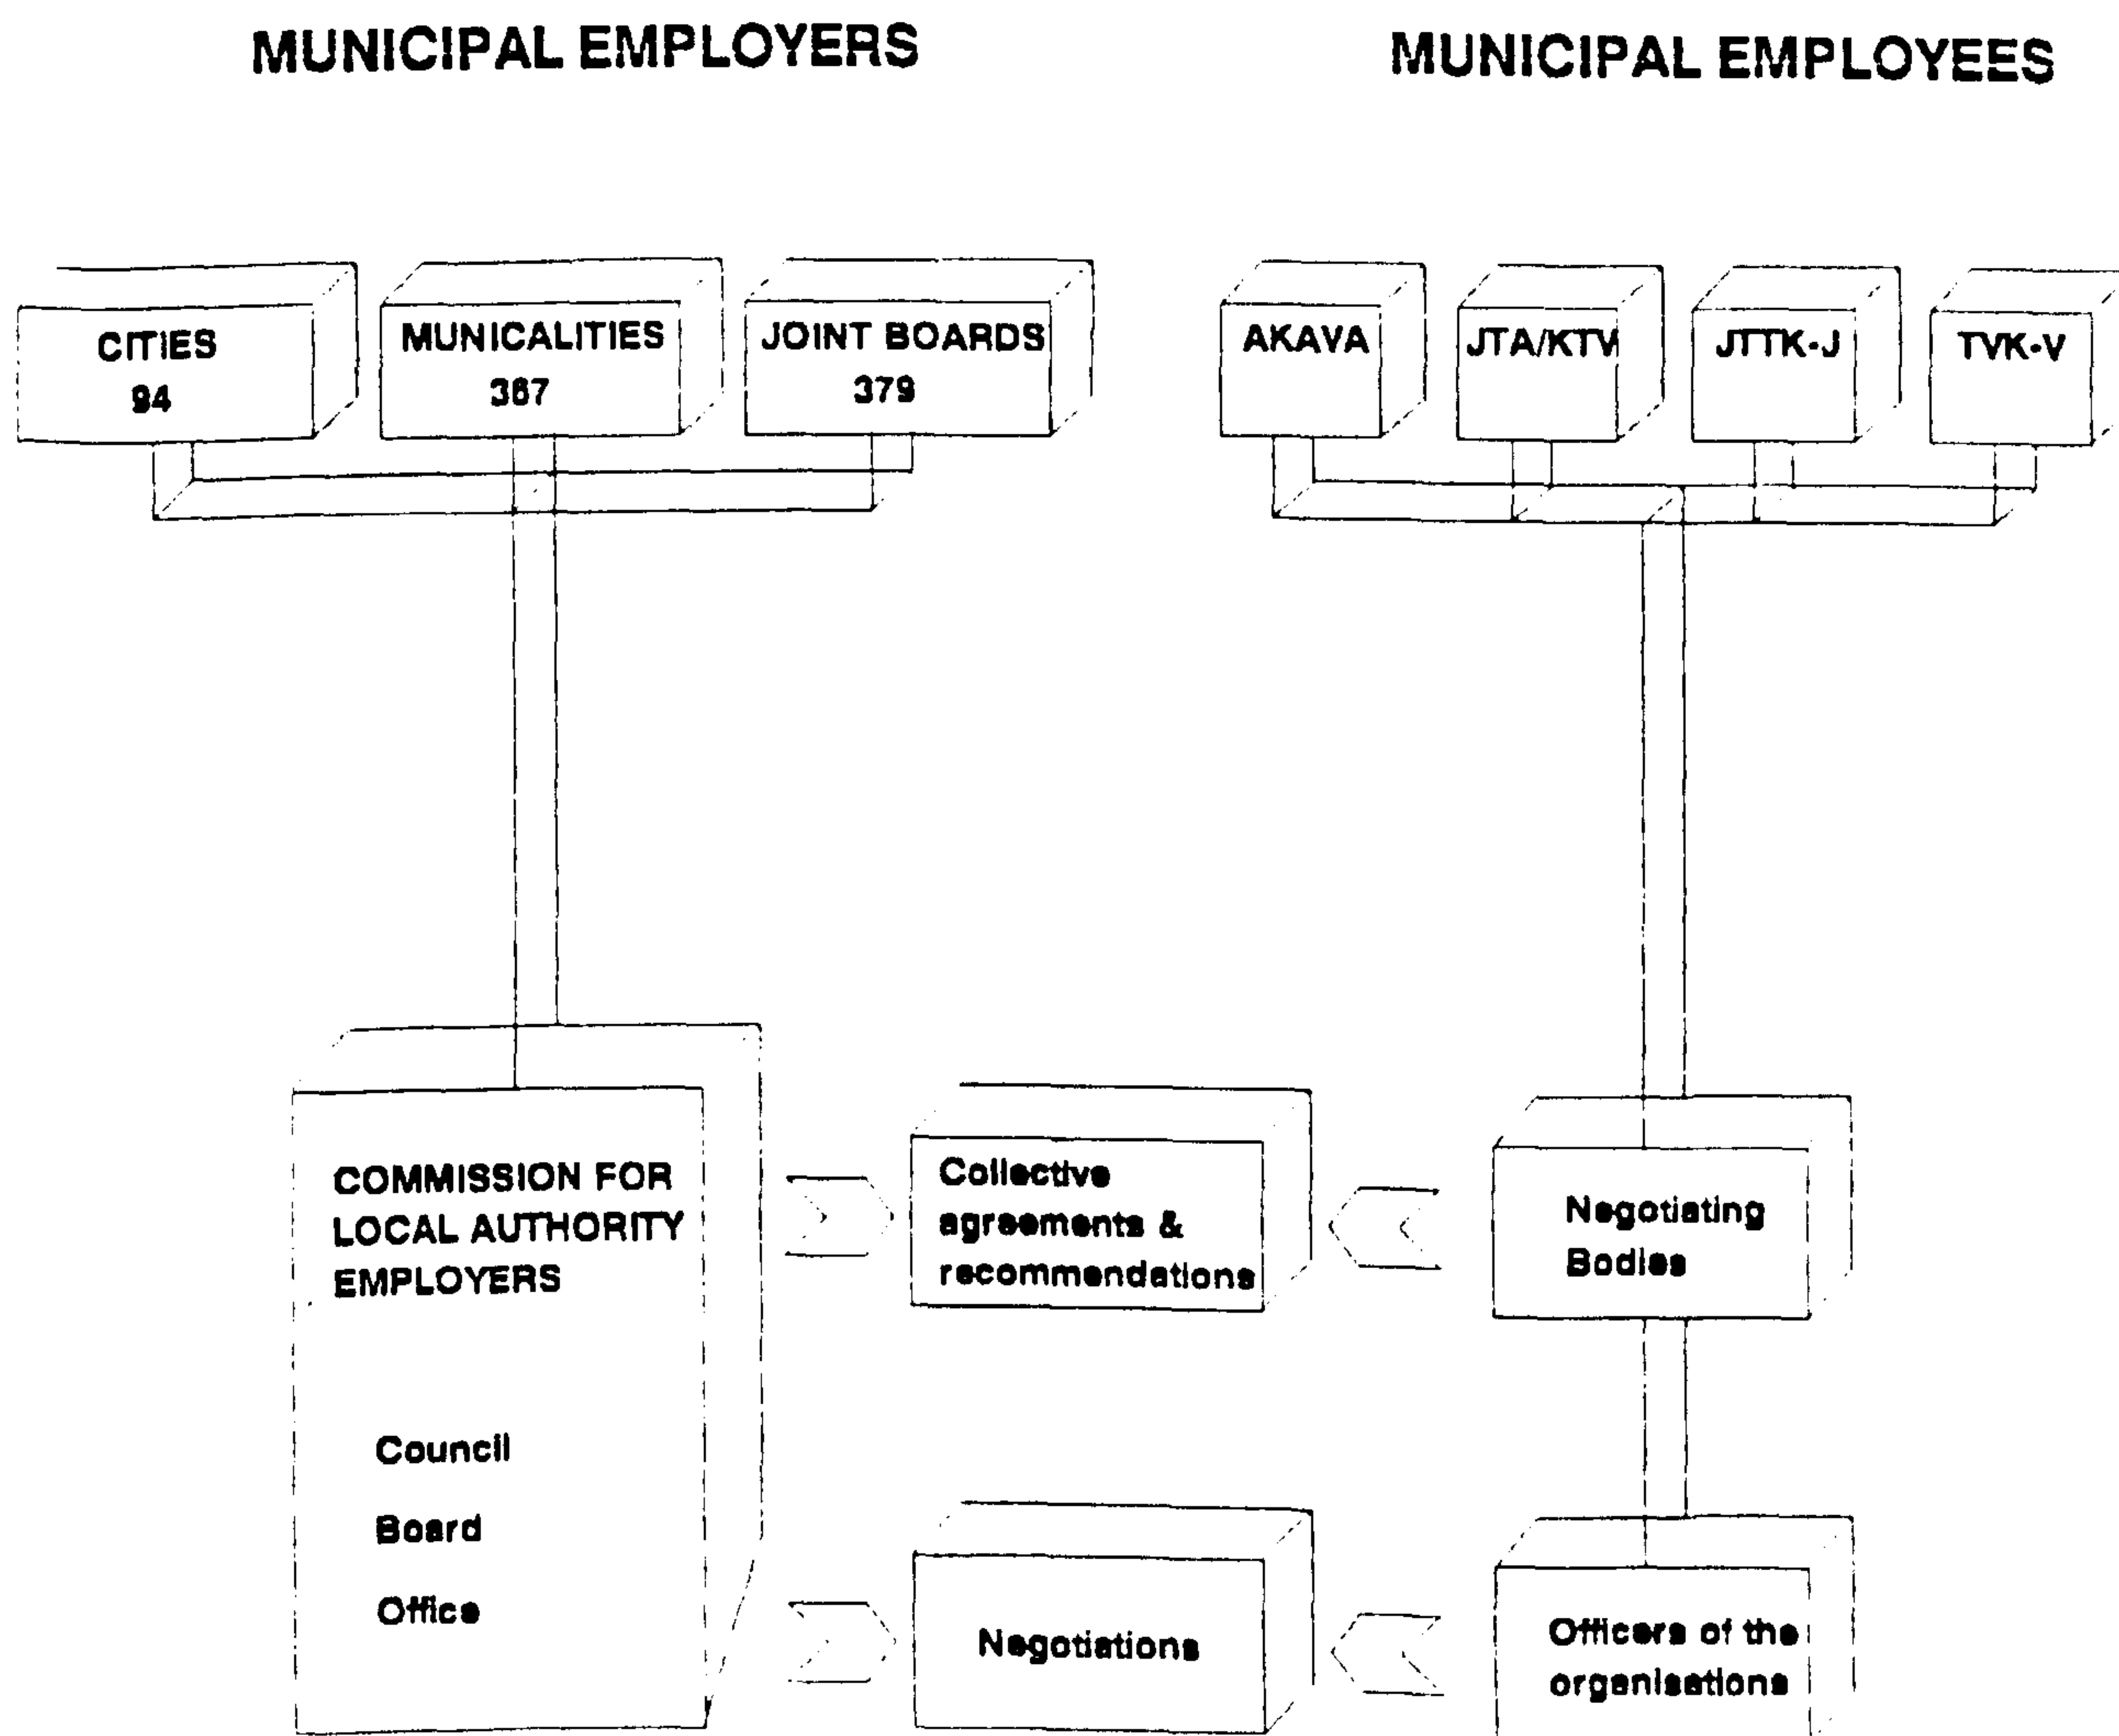 MUNICIPAL EMPLOYERS
MUNICIPAL EMPLOYEES
CITIES
94
MUNICALITIES
367
JOINT BOARDS
379
AKAVA
JTA/KTV
JTTK-J
TVK-V
COMMISSION FOR
LOCAL AUTHORITY
EMPLOYERS
Council
Board
Office
Collective
agreements &
recommendations
Negotiating
Bodies
Negotiations
Officers of the
organisations